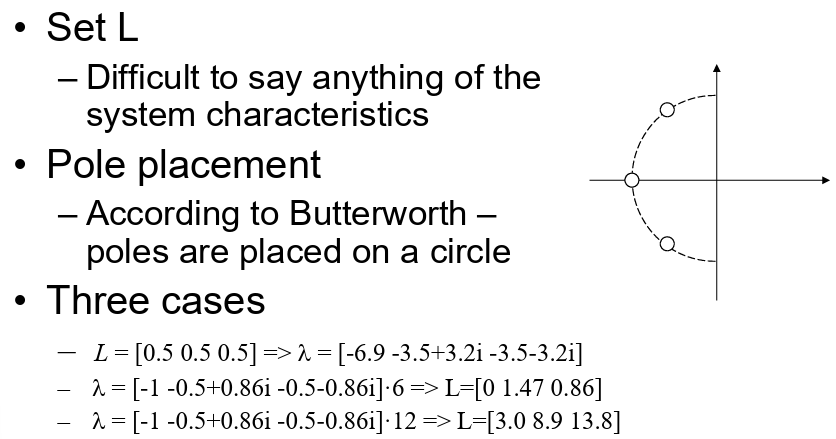 • Set L
– Difficult to say anything of the
system characteristics
• Pole placement
– According to Butterworth –
poles are placed on a circle
• Three cases
– L = [0.5 0.5 0.5] => λ = [-6.9 -3.5+3.2i -3.5-3.2i]
– λ = [-1 -0.5+0.86i -0.5-0.86i]·6 => L=[0 1.47 0.86]
– λ = [-1 -0.5+0.86i -0.5-0.86i]·12 => L=[3.0 8.9 13.8]